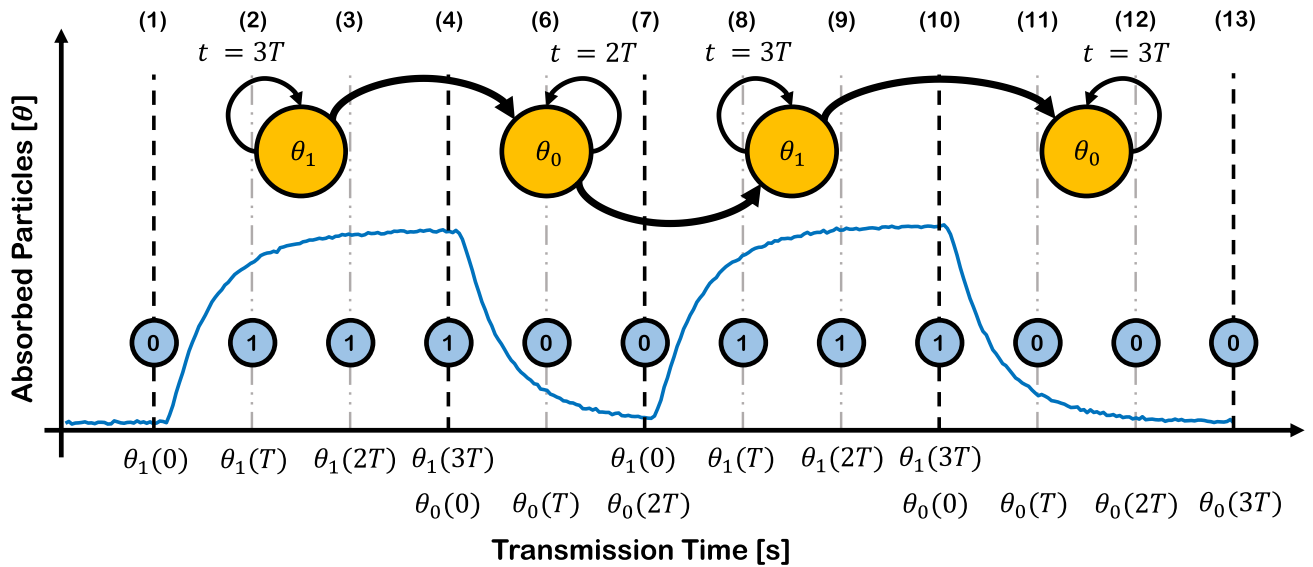 (1) (2) (3) (4) (6) (7) (8) (9) (10) (11) (12) (13)
t = 3T t = 2T t = 3T t = 3T
θ₁ θ₀ θ₁ θ₀
Absorbed Particles [θ]
0 1 1 1 0 0 1 1 1 0 0 0
θ₁(0) θ₁(T) θ₁(2T) θ₁(3T) θ₁(0) θ₁(T) θ₁(2T) θ₁(3T)
θ₀(0) θ₀(T) θ₀(2T) θ₀(0) θ₀(T) θ₀(2T) θ₀(3T)
Transmission Time [s]